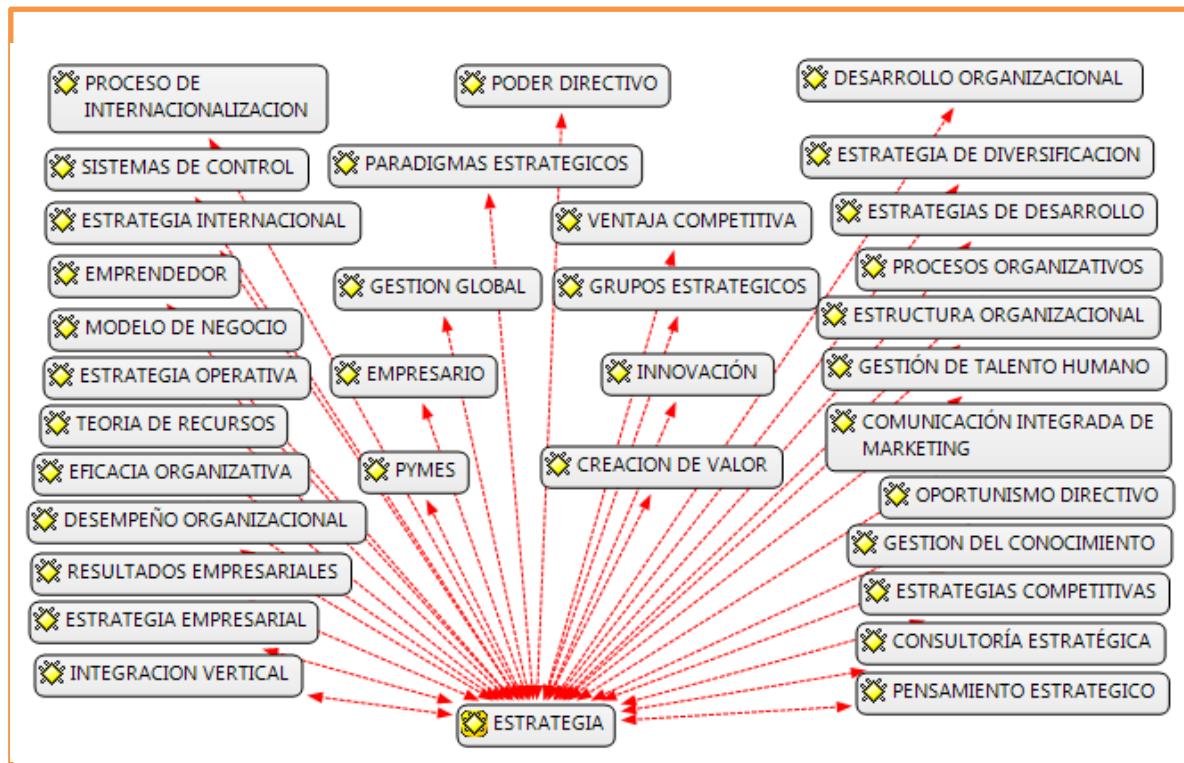 PROCESO DE
INTERNACIONALIZACION
SISTEMAS DE CONTROL
ESTRATEGIA INTERNACIONAL
EMPRENDEDOR
MODELO DE NEGOCIO
ESTRATEGIA OPERATIVA
TEORIA DE RECURSOS
EFICACIA ORGANIZATIVA
DESEMPEÑO ORGANIZACIONAL
RESULTADOS EMPRESARIALES
ESTRATEGIA EMPRESARIAL
INTEGRACION VERTICAL
PODER DIRECTIVO
PARADIGMAS ESTRATEGICOS
GESTION GLOBAL
EMPRESARIO
PYMES
VENTAJA COMPETITIVA
GRUPOS ESTRATEGICOS
INNOVACIÓN
CREACION DE VALOR
DESARROLLO ORGANIZACIONAL
ESTRATEGIA DE DIVERSIFICACION
ESTRATEGIAS DE DESARROLLO
PROCESOS ORGANIZATIVOS
ESTRUCTURA ORGANIZACIONAL
GESTIÓN DE TALENTO HUMANO
COMUNICACIÓN INTEGRADA DE
MARKETING
OPORTUNISMO DIRECTIVO
GESTION DEL CONOCIMIENTO
ESTRATEGIAS COMPETITIVAS
CONSULTORÍA ESTRATÉGICA
PENSAMIENTO ESTRATEGICO
ESTRATEGIA